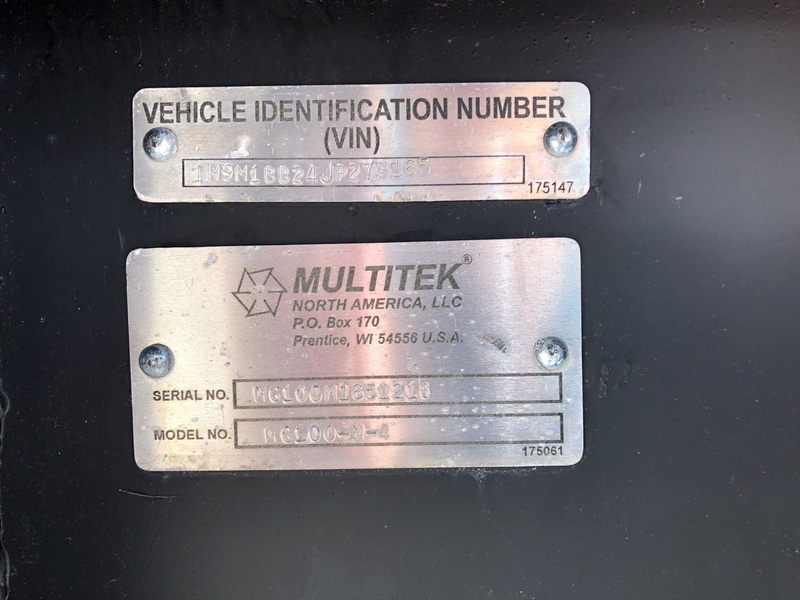 VEHICLE IDENTIFICATION NUMBER
(VIN)
1M9M1BB24JP273165
175147
MULTITEK®
NORTH AMERICA, LLC
P.O. Box 170
Prentice, WI 54556 U.S.A.
SERIAL NO.
MODEL NO.
175061